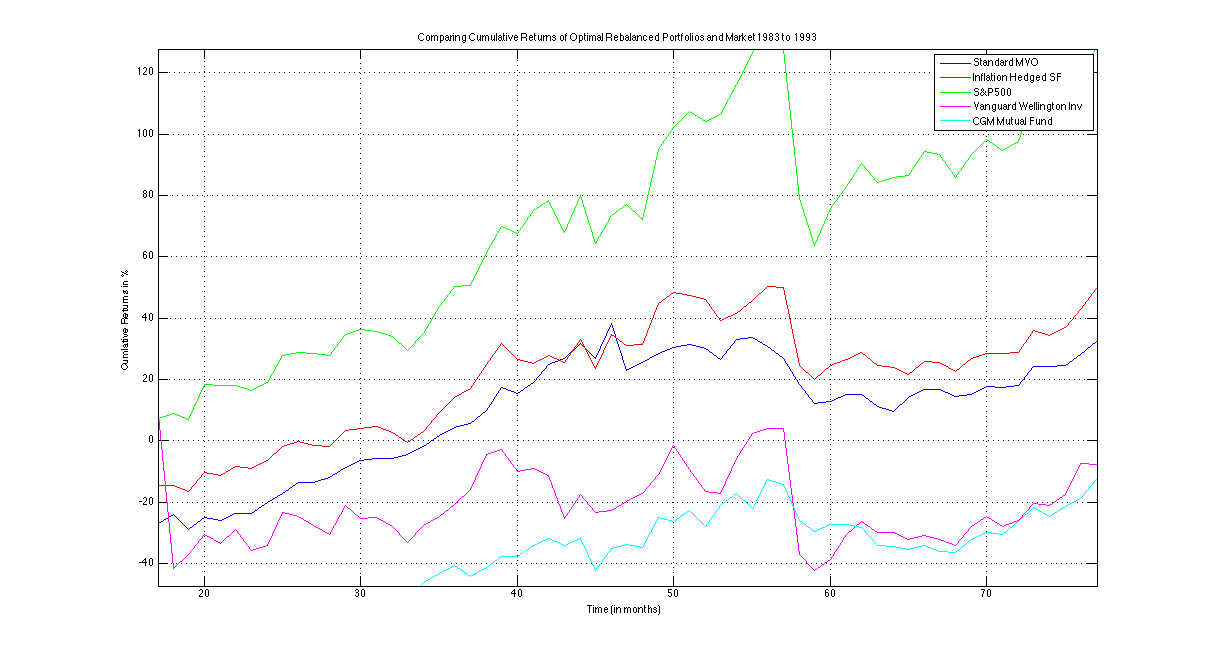 Comparing Cumulative Returns of Optimal Rebalanced Portfolios and Market 1983 to 1993
Standard MVO
Inflation Hedged SF
S&P500
Vanguard Wellington Inv
CGM Mutual Fund
Cumulative Returns in %
120
100
80
60
40
20
0
-20
-40
20 30 40 50 60 70
Time (in months)